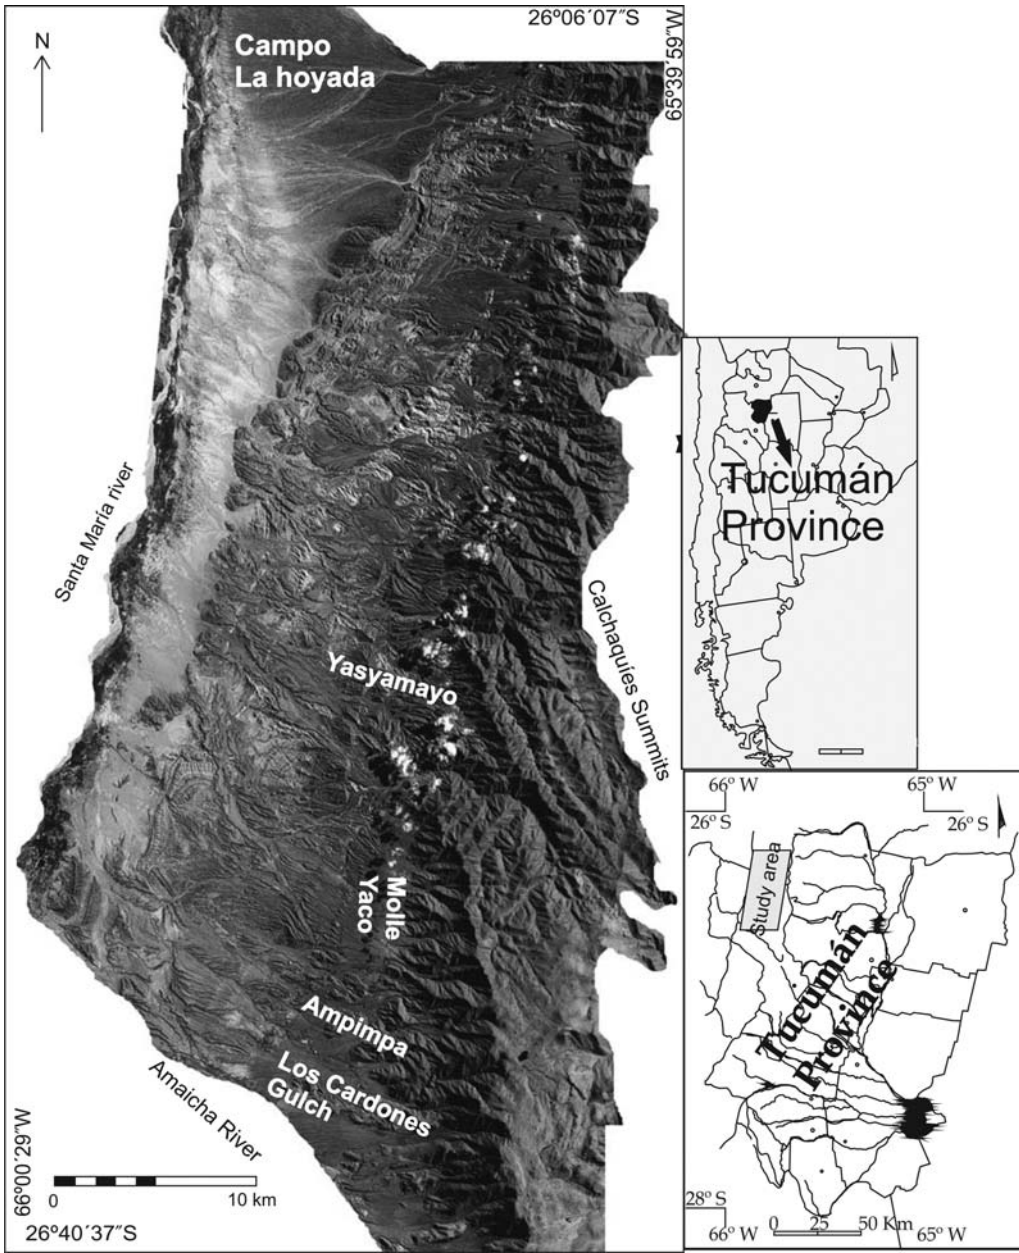 26º06´07˝S
65º39´59˝W
N
Campo
La hoyada
Santa María river
Calchaquíes Summits
Yasyamayo
Molle
Yaco
Ampimpa
Los Cardones
Gulch
Amaicha River
66º00´29˝W
0 10 km
26º40´37˝S
Tucumán
Province
66º W 65º W
26º S 26º S
Study area
Tucumán
Province
28º S
66º W 0 25 50 Km 65º W